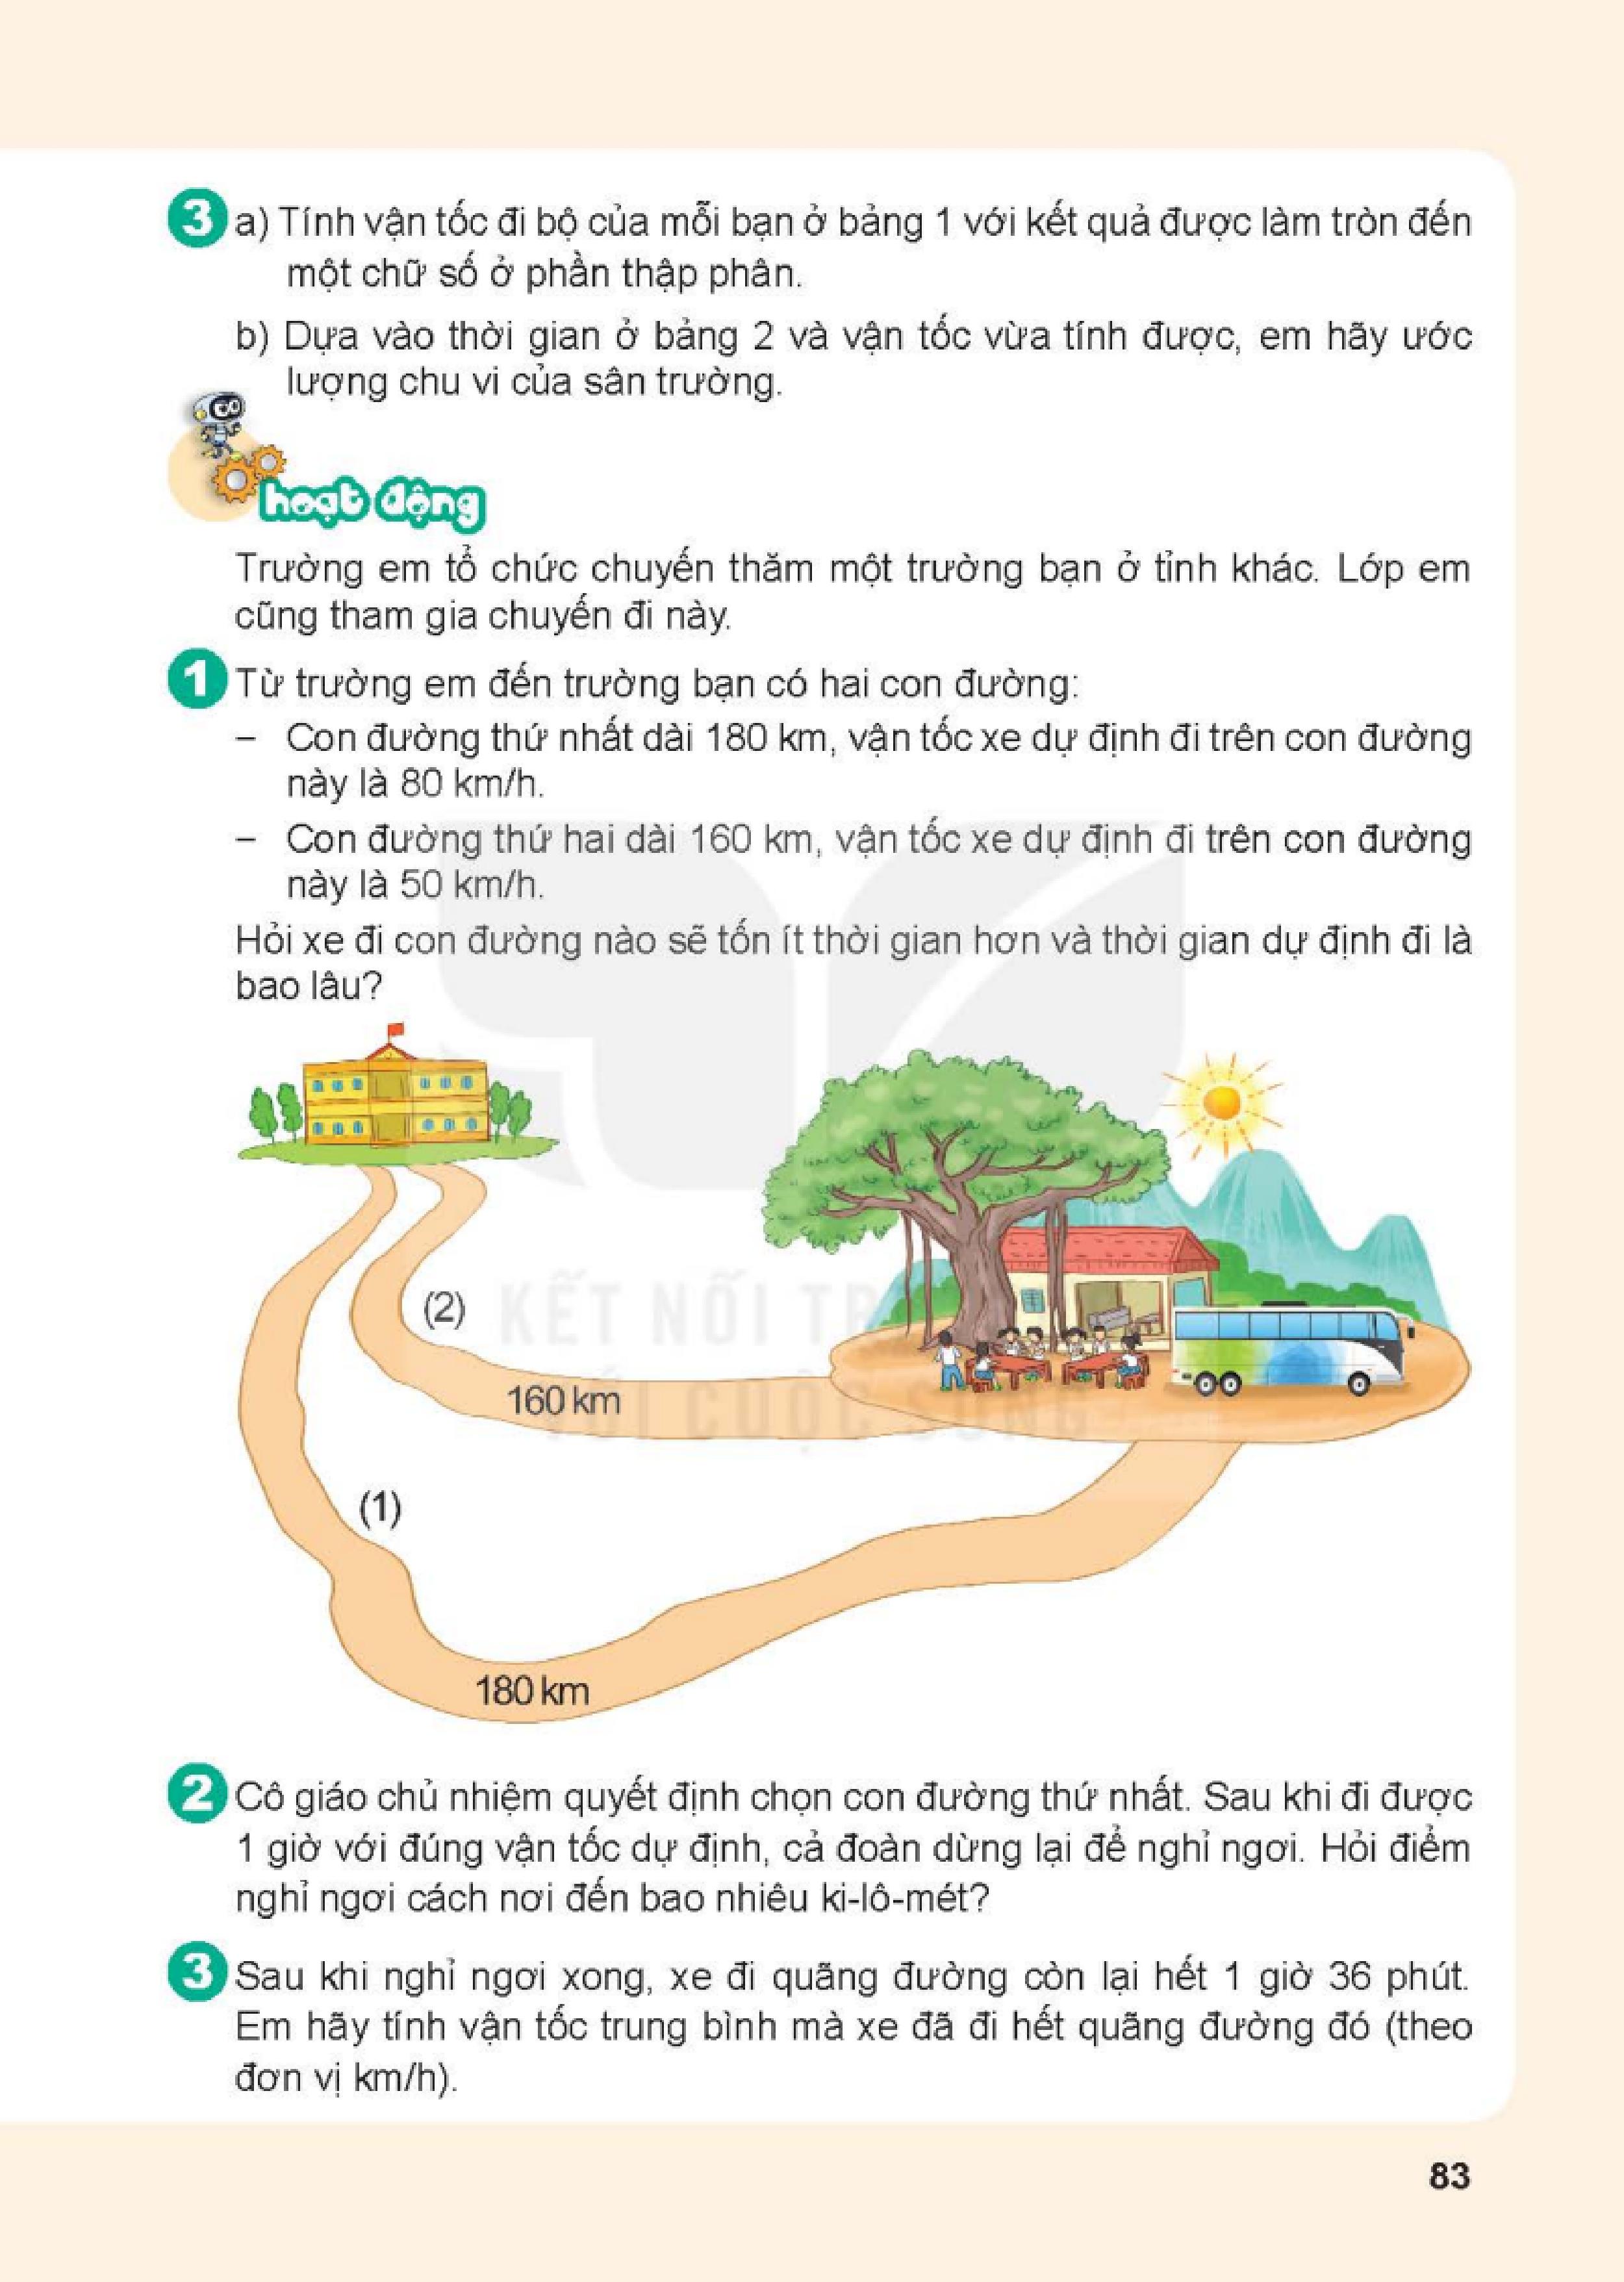 3 a) Tính vận tốc đi bộ của mỗi bạn ở bảng 1 với kết quả được làm tròn đến
một chữ số ở phần thập phân.
b) Dựa vào thời gian ở bảng 2 và vận tốc vừa tính được, em hãy ước
lượng chu vi của sân trường.
hoạt động
Trường em tổ chức chuyến thăm một trường bạn ở tỉnh khác. Lớp em
cũng tham gia chuyến đi này.
1 Từ trường em đến trường bạn có hai con đường:
– Con đường thứ nhất dài 180 km, vận tốc xe dự định đi trên con đường
này là 80 km/h.
– Con đường thứ hai dài 160 km, vận tốc xe dự định đi trên con đường
này là 50 km/h.
Hỏi xe đi con đường nào sẽ tốn ít thời gian hơn và thời gian dự định đi là
bao lâu?
(2)
KẾT NỐI TR
160 km
CUỘC SỐNG
(1)
180 km
2 Cô giáo chủ nhiệm quyết định chọn con đường thứ nhất. Sau khi đi được
1 giờ với đúng vận tốc dự định, cả đoàn dừng lại để nghỉ ngơi. Hỏi điểm
nghỉ ngơi cách nơi đến bao nhiêu ki-lô-mét?
3 Sau khi nghỉ ngơi xong, xe đi quãng đường còn lại hết 1 giờ 36 phút.
Em hãy tính vận tốc trung bình mà xe đã đi hết quãng đường đó (theo
đơn vị km/h).
83